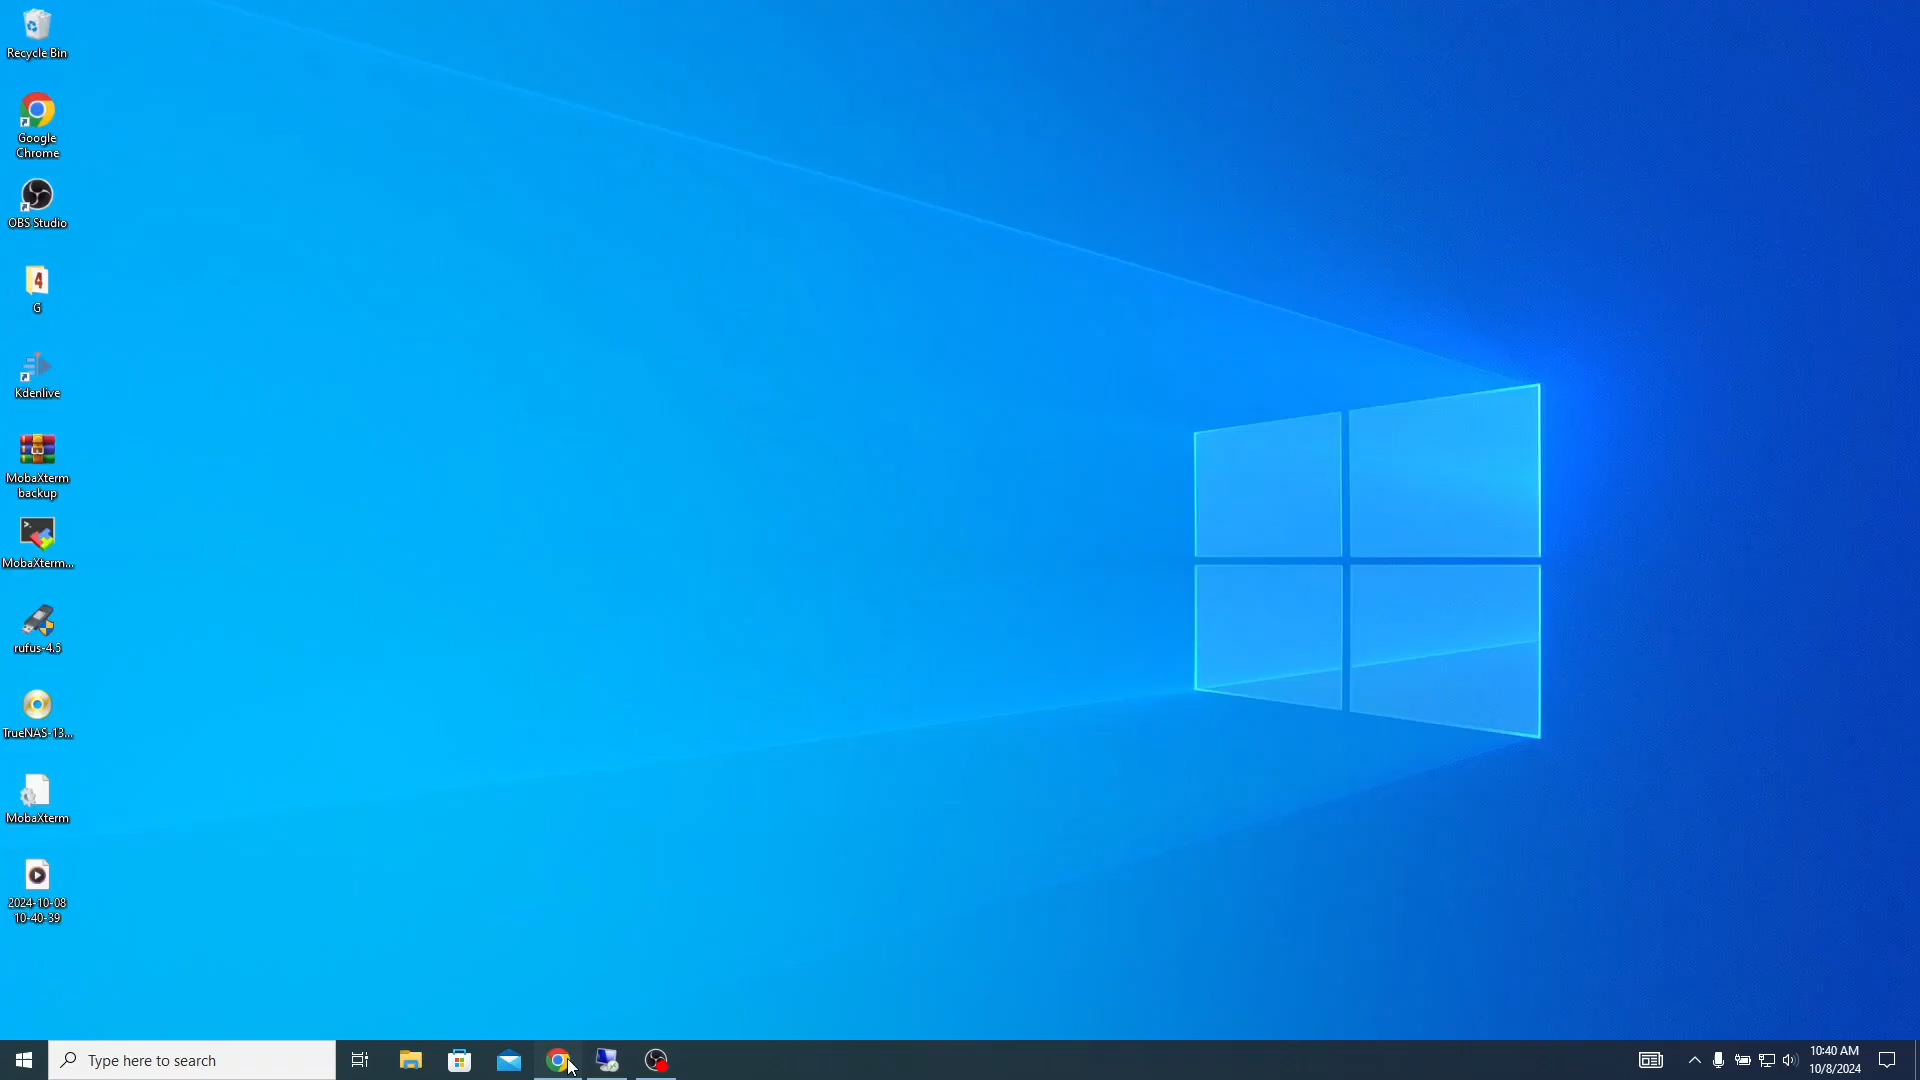 Recycle Bin
Google
Chrome
OBS Studio
4
G
Kdenlive
MobaXterm
backup
MobaXterm...
rufus-4.5
TrueNAS-13...
MobaXterm
2024-10-08
10-40-39
Type here to search
10:40 AM
10/8/2024